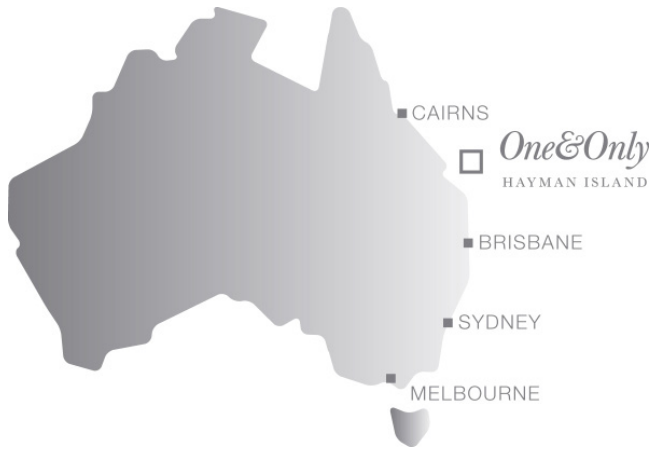 CAIRNS
One&Only
HAYMAN ISLAND
BRISBANE
SYDNEY
MELBOURNE